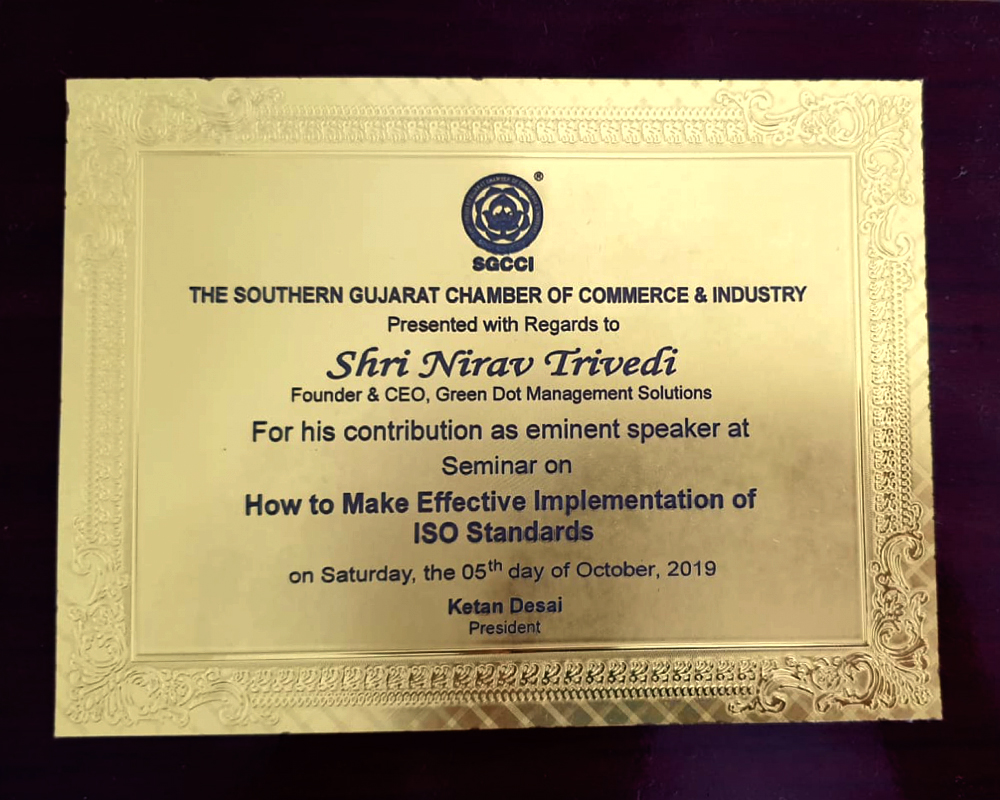 ®
SGCCI
THE SOUTHERN GUJARAT CHAMBER OF COMMERCE & INDUSTRY
Presented with Regards to
Shri Nirav Trivedi
Founder & CEO, Green Dot Management Solutions
For his contribution as eminent speaker at
Seminar on
How to Make Effective Implementation of
ISO Standards
on Saturday, the 05th day of October, 2019
Ketan Desai
President